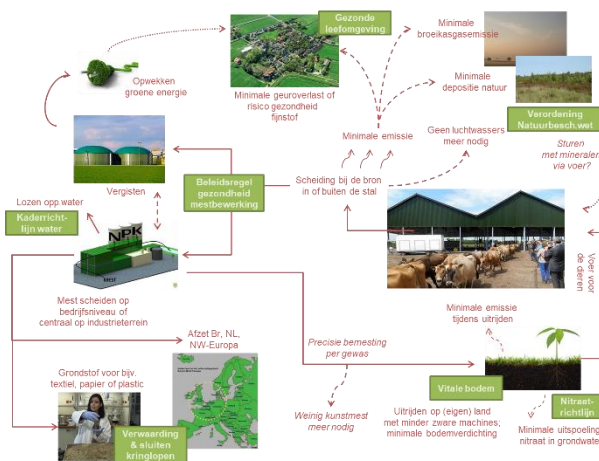 Gezonde
leefomgeving
Minimale
broeikasgasemissie
Opwekken
groene energie
Minimale geuroverlast of
risico gezondheid
fijnstof
Minimale
depositie natuur
Verordening
Natuurbesch.wet
Minimale emissie
Geen luchtwassers
meer nodig
Sturen
met mineralen
via voer?
Vergisten
Beleidsregel
gezondheid
mestbewerking
Scheiding bij de bron
in of buiten de stal
Lozen opp.water
Kaderricht-
lijn water
NPK
MEST
Voer voor
de dieren
Mest scheiden op
bedrijfsniveau of
centraal op industrieterrein
Minimale emissie
tijdens uitrijden
Afzet Br, NL,
NW-Europa
Precisie bemesting
per gewas
Grondstof voor bijv.
textiel, papier of plastic
Vitale bodem
Nitraat-
richtlijn
Weinig kunstmest
meer nodig
Uitrijden op (eigen) land
met minder zware machines;
minimale bodemverdichting
Minimale uitspoeling
nitraat in grondwate
Verwaarding
& sluiten
kringlopen